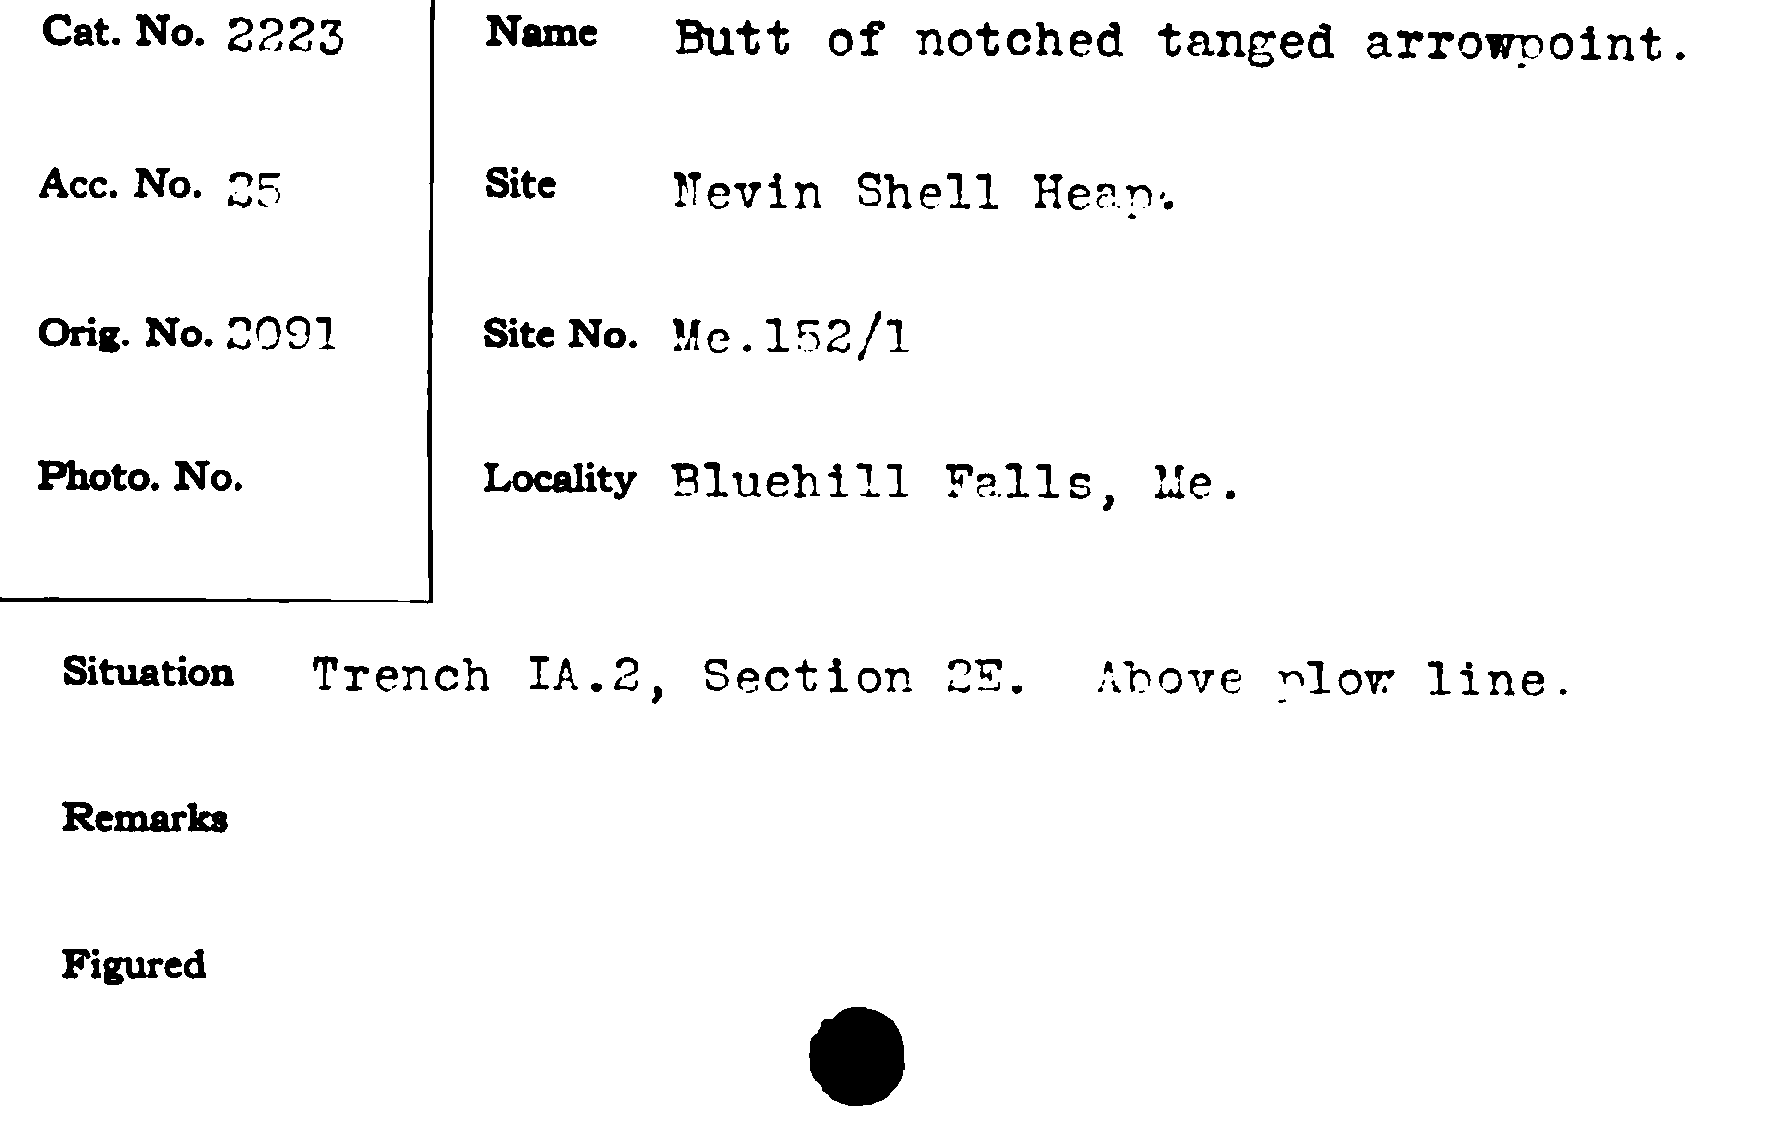 Cat. No. 2223
Name Butt of notched tanged arrowpoint.
Acc. No. 25
Site Nevin Shell Heap.
Orig. No. 2091
Site No. Me.152/1
Photo. No.
Locality Bluehill Falls, Me.
Situation Trench IA.2, Section 2E. Above plow line.
Remarks
Figured